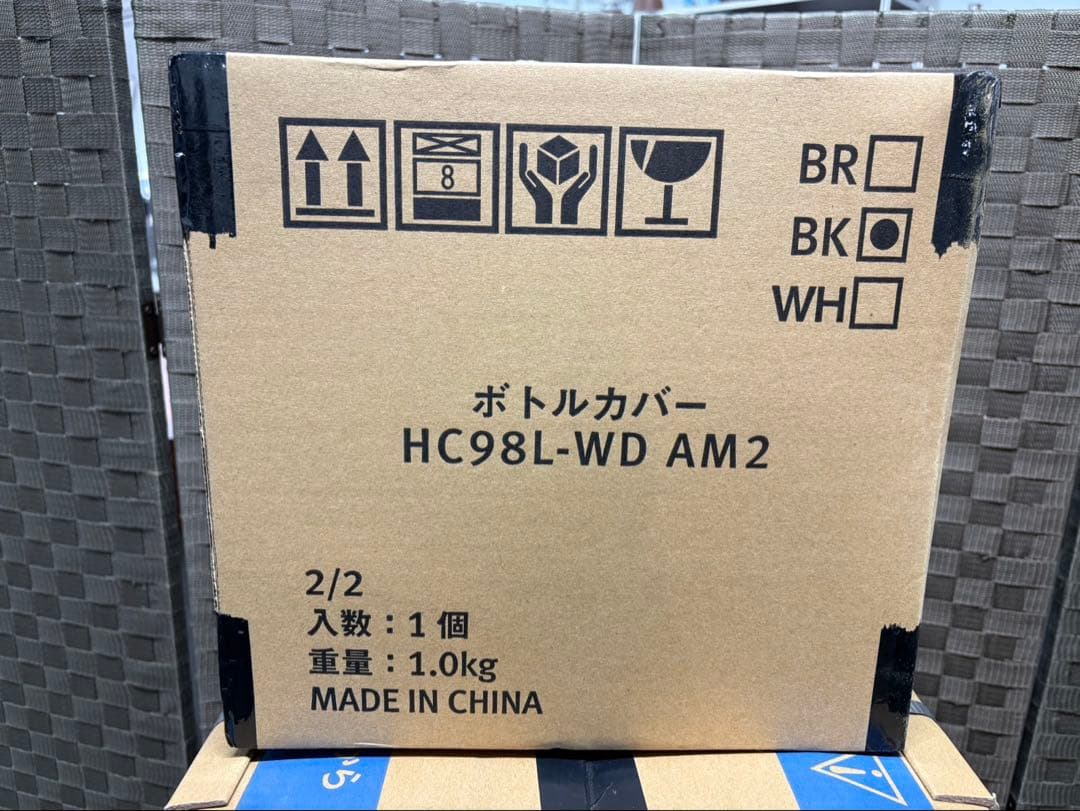 8
BR
BK
WH
ボトルカバー
HC98L-WD AM2
2/2
入数：1個
重量：1.0kg
MADE IN CHINA